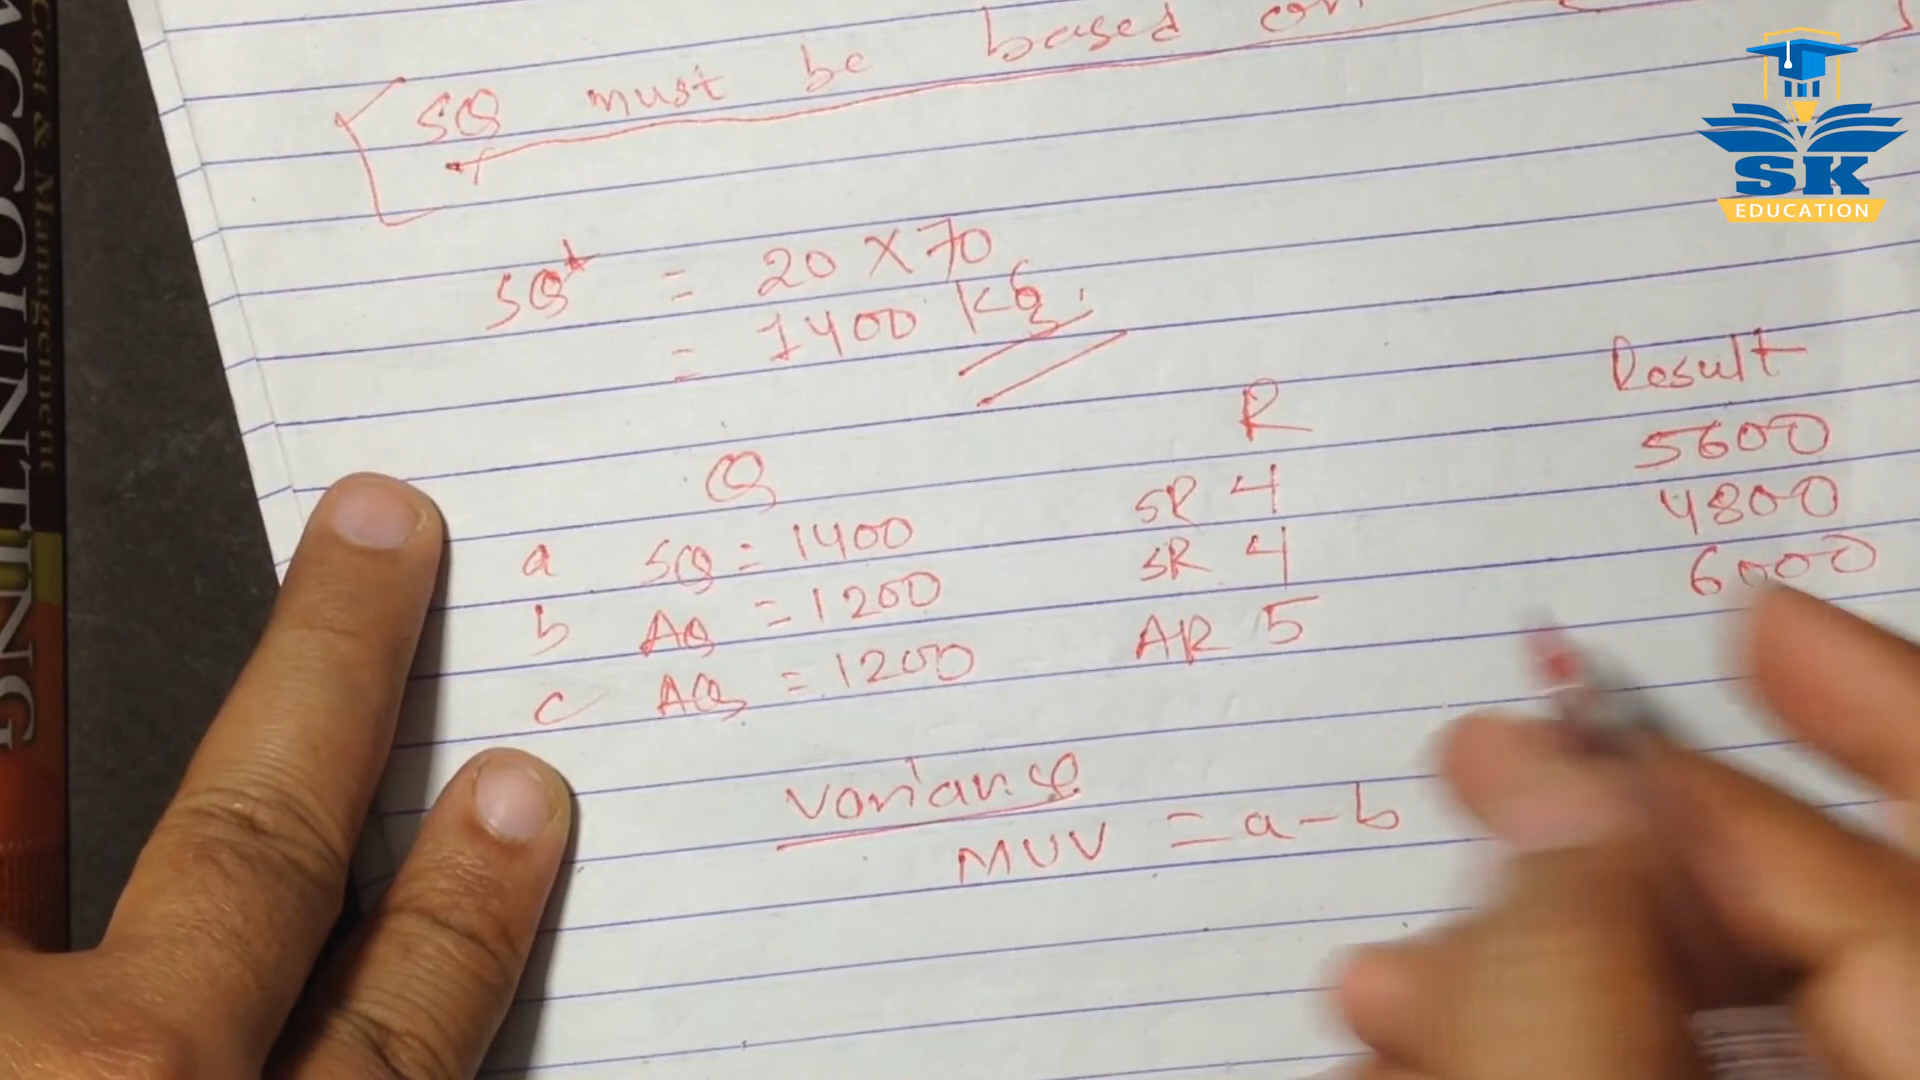 Cost & Management
ACCOUNTING
SK
EDUCATION
SQ must be based on
SQ = 20 X 70
= 1400 KG.
Q R Result
a SQ = 1400 SR 4 5600
b AQ = 1200 SR 4 4800
c AQ = 1200 AR 5 6000
Variance
MUV = a - b